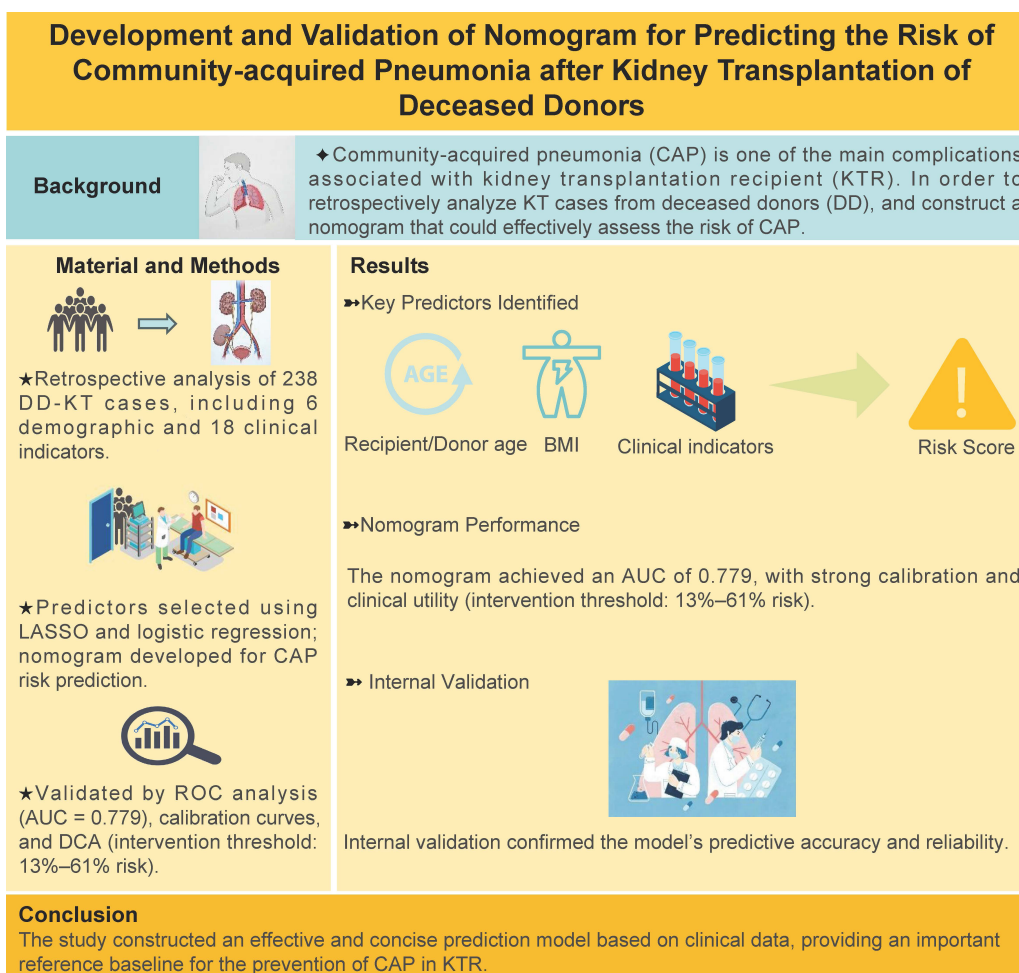 Development and Validation of Nomogram for Predicting the Risk of
Community-acquired Pneumonia after Kidney Transplantation of
Deceased Donors
Background
✦Community-acquired pneumonia (CAP) is one of the main complications
associated with kidney transplantation recipient (KTR). In order to
retrospectively analyze KT cases from deceased donors (DD), and construct a
nomogram that could effectively assess the risk of CAP.
Material and Methods
★Retrospective analysis of 238
DD-KT cases, including 6
demographic and 18 clinical
indicators.
★Predictors selected using
LASSO and logistic regression;
nomogram developed for CAP
risk prediction.
★Validated by ROC analysis
(AUC = 0.779), calibration curves,
and DCA (intervention threshold:
13%–61% risk).
Results
➳Key Predictors Identified
AGE
Recipient/Donor age
BMI
Clinical indicators
Risk Score
➳Nomogram Performance
The nomogram achieved an AUC of 0.779, with strong calibration and
clinical utility (intervention threshold: 13%–61% risk).
➳ Internal Validation
Internal validation confirmed the model’s predictive accuracy and reliability.
Conclusion
The study constructed an effective and concise prediction model based on clinical data, providing an important
reference baseline for the prevention of CAP in KTR.